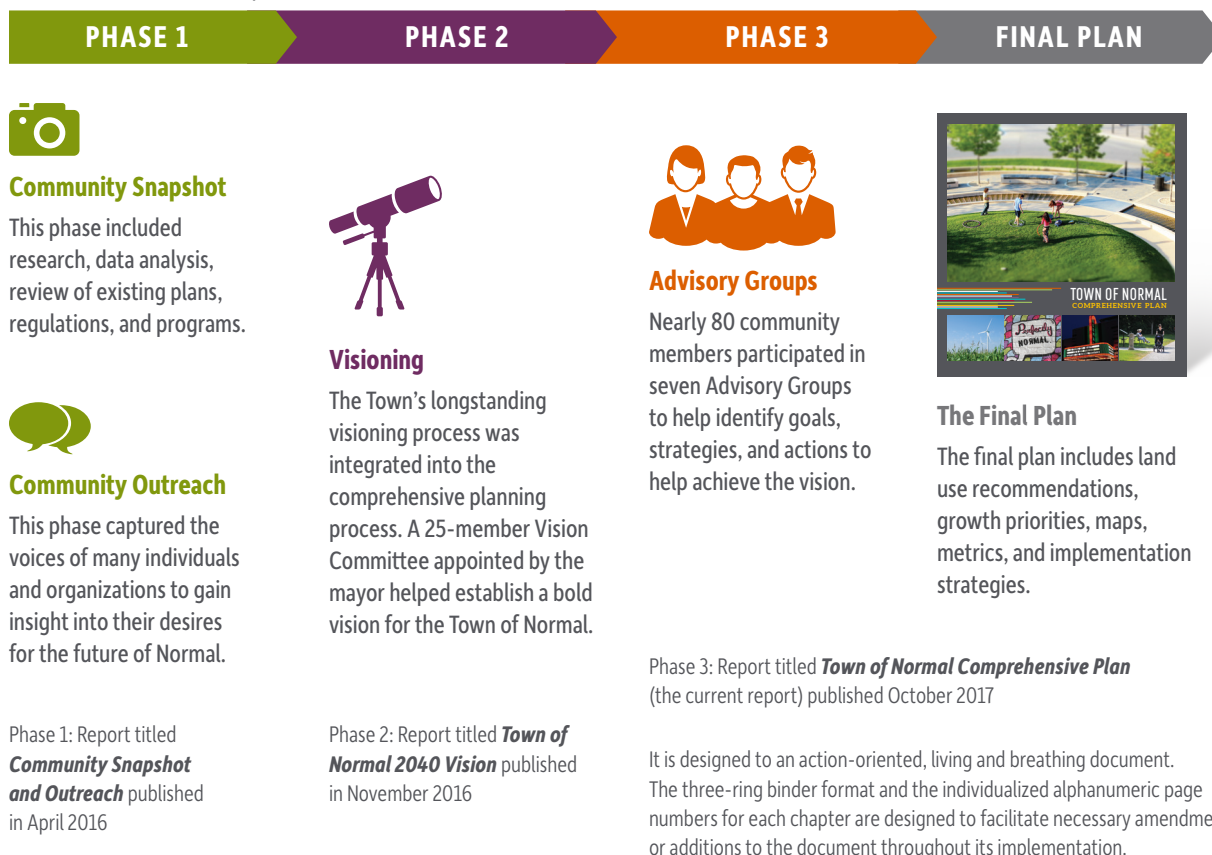 PHASE 1
PHASE 2
PHASE 3
FINAL PLAN
Community Snapshot
This phase included
research, data analysis,
review of existing plans,
regulations, and programs.
Community Outreach
This phase captured the
voices of many individuals
and organizations to gain
insight into their desires
for the future of Normal.
Phase 1: Report titled
Community Snapshot
and Outreach published
in April 2016
Visioning
The Town's longstanding
visioning process was
integrated into the
comprehensive planning
process. A 25-member Vision
Committee appointed by the
mayor helped establish a bold
vision for the Town of Normal.
Phase 2: Report titled Town of
Normal 2040 Vision published
in November 2016
Advisory Groups
Nearly 80 community
members participated in
seven Advisory Groups
to help identify goals,
strategies, and actions to
help achieve the vision.
TOWN OF NORMAL
COMPREHENSIVE PLAN
Perfectly
NORMAL
The Final Plan
The final plan includes land
use recommendations,
growth priorities, maps,
metrics, and implementation
strategies.
Phase 3: Report titled Town of Normal Comprehensive Plan
(the current report) published October 2017
It is designed to an action-oriented, living and breathing document.
The three-ring binder format and the individualized alphanumeric page
numbers for each chapter are designed to facilitate necessary amendme
or additions to the document throughout its implementation.